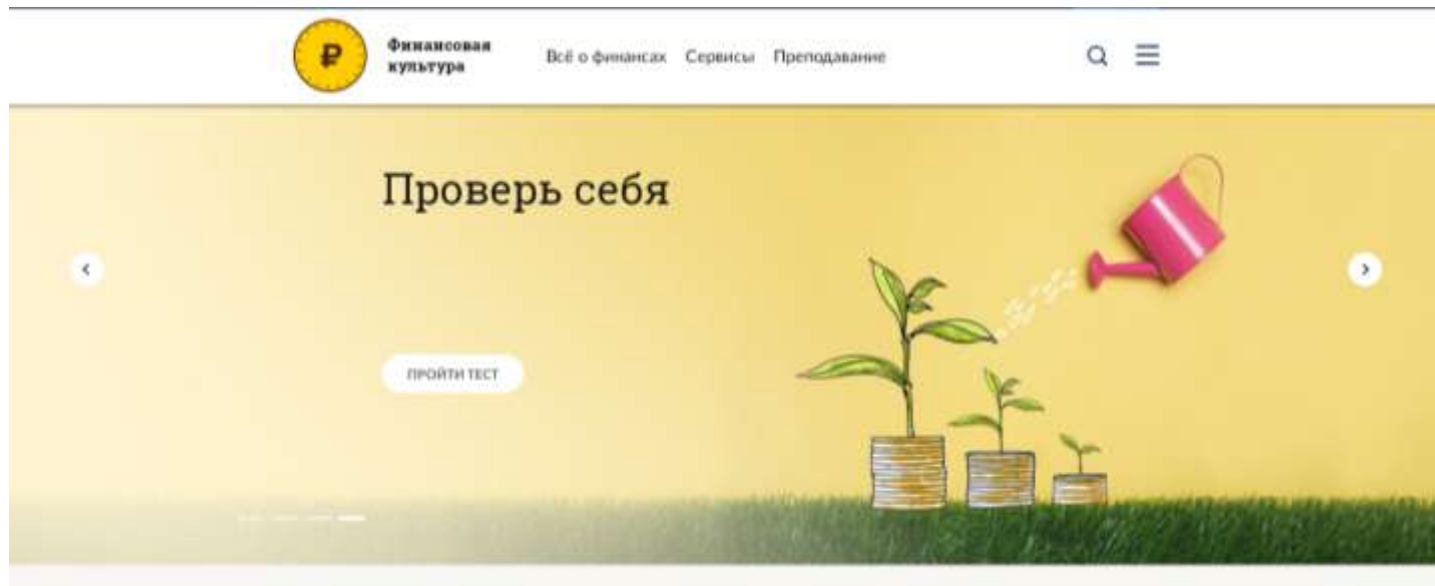 Финансовая
культура
Всё о финансах Сервисы Преподавание
Проверь себя
ПРОЙТИ ТЕСТ